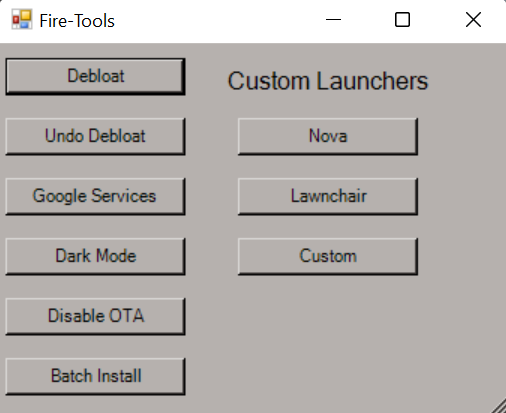 Fire-Tools
Debloat
Undo Debloat
Google Services
Dark Mode
Disable OTA
Batch Install
Custom Launchers
Nova
Lawnchair
Custom